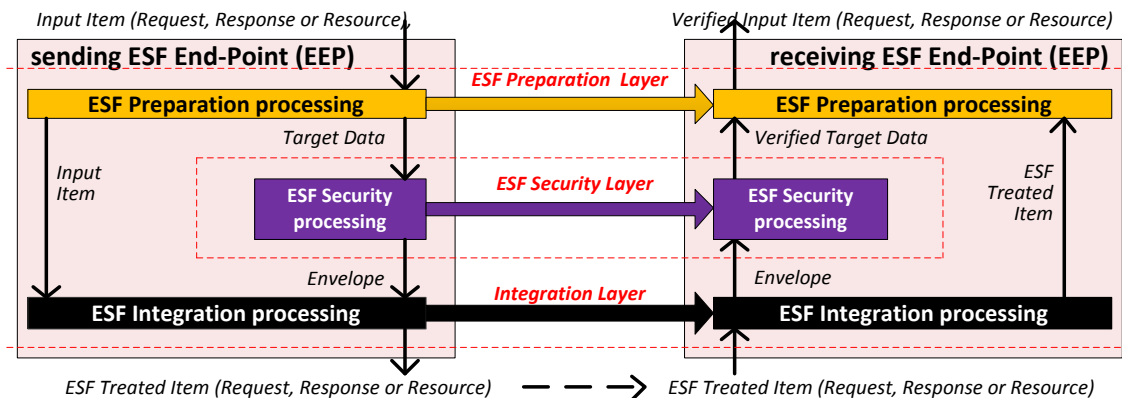 Input Item (Request, Response or Resource),
Verified Input Item (Request, Response or Resource)
sending ESF End-Point (EEP)
receiving ESF End-Point (EEP)
ESF Preparation Layer
ESF Preparation processing
ESF Preparation processing
Target Data
Verified Target Data
Input
Item
ESF
Treated
Item
ESF Security Layer
ESF Security
processing
ESF Security
processing
Envelope
Envelope
Integration Layer
ESF Integration processing
ESF Integration processing
ESF Treated Item (Request, Response or Resource)
ESF Treated Item (Request, Response or Resource)